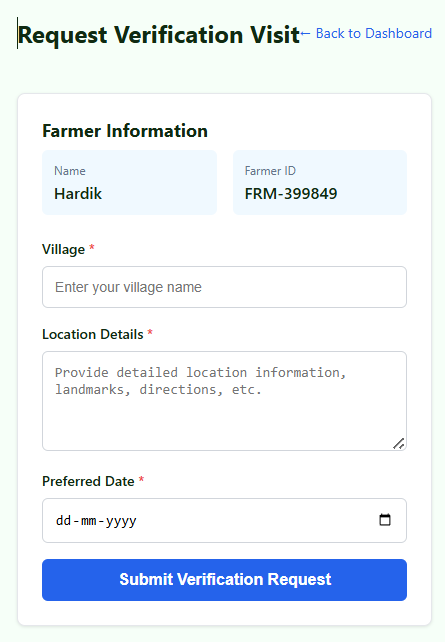 Request Verification Visit← Back to Dashboard
Farmer Information
Name
Hardik
Farmer ID
FRM-399849
Village *
Enter your village name
Location Details *
Provide detailed location information,
landmarks, directions, etc.
Preferred Date *
dd-mm-yyyy
Submit Verification Request